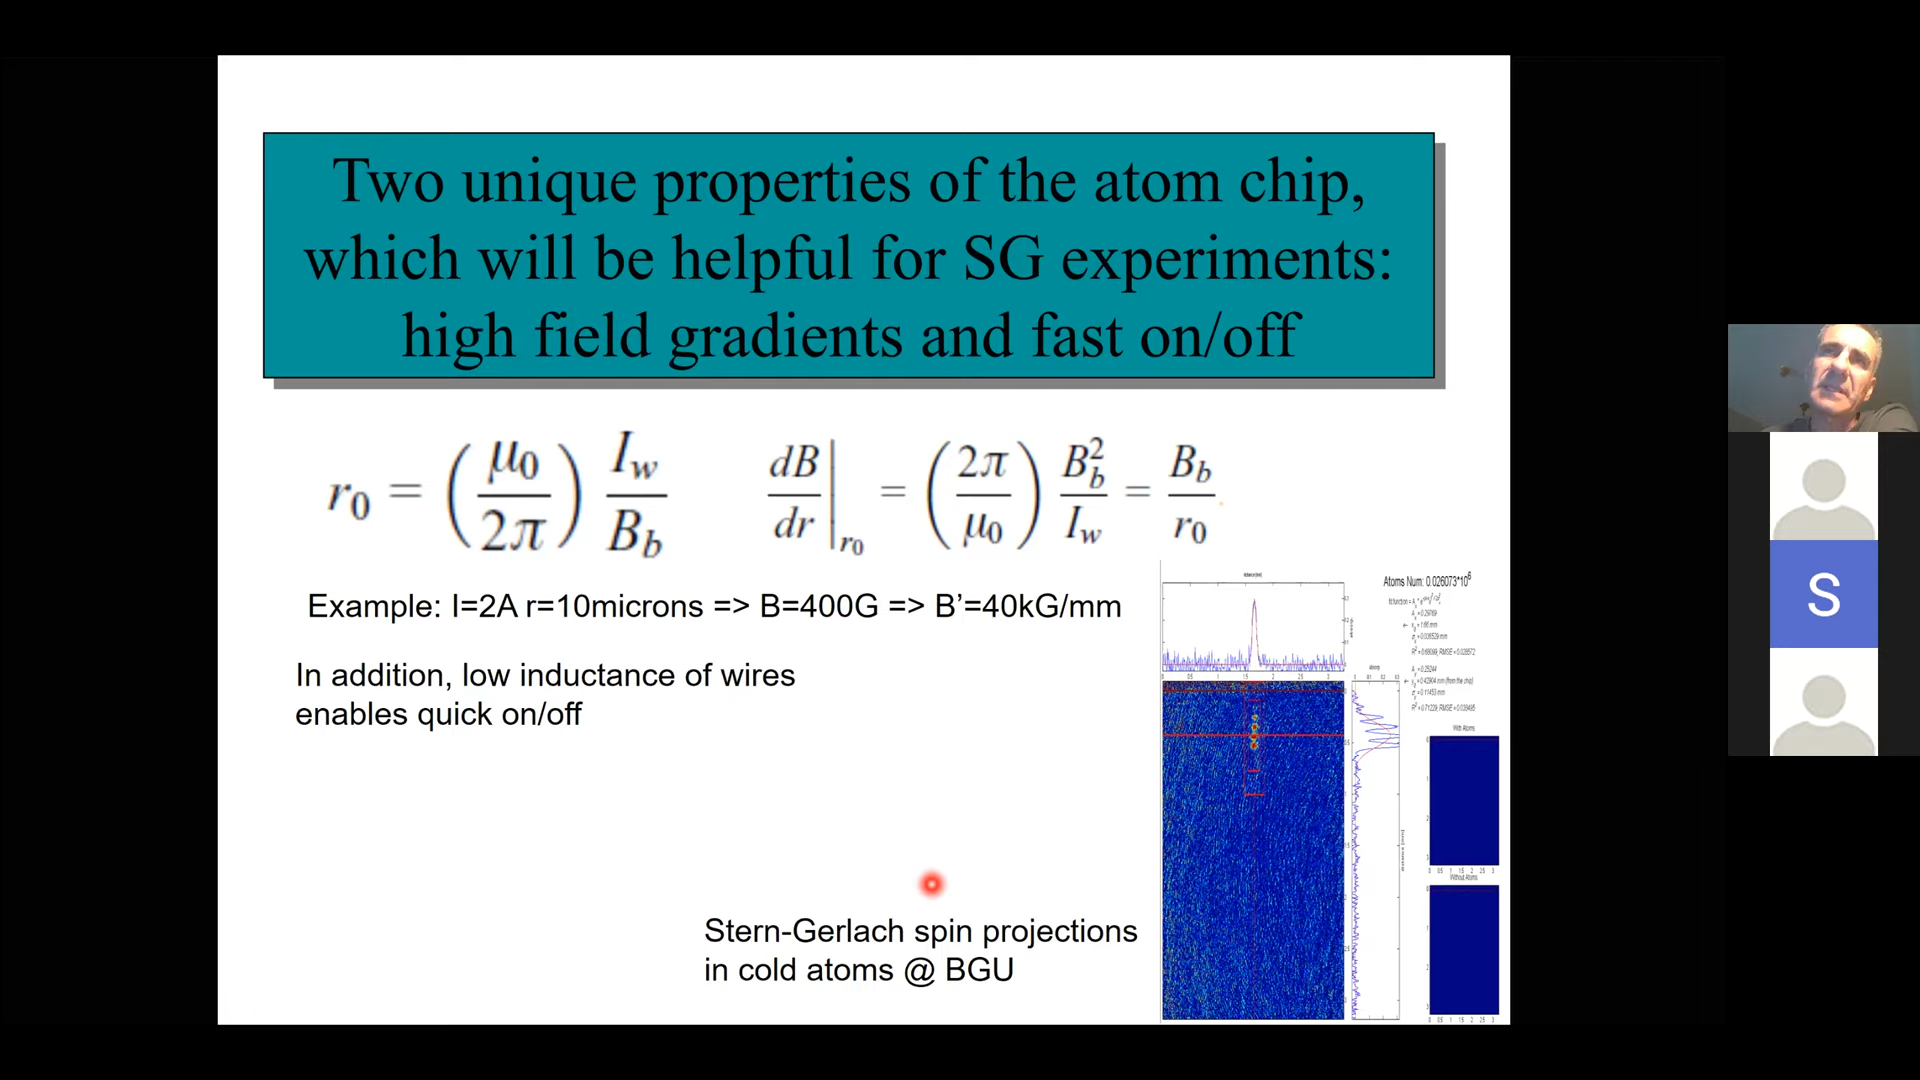 Two unique properties of the atom chip,
which will be helpful for SG experiments:
high field gradients and fast on/off
r₀ = (μ₀/2π) I_w/B_b    dB/dr|r₀ = (2π/μ₀) B_b²/I_w = B_b/r₀
Example: I=2A r=10microns => B=400G => B’=40kG/mm
In addition, low inductance of wires
enables quick on/off
Stern-Gerlach spin projections
in cold atoms @ BGU
Atoms Num: 0.026073*10⁶
With Atoms
Without Atoms
S